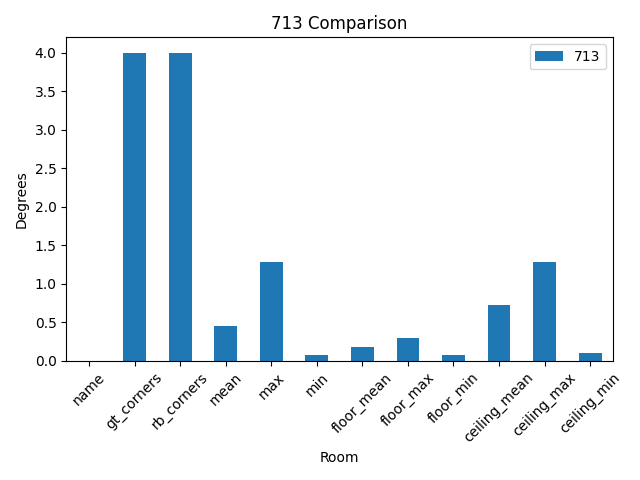 713 Comparison
713
Degrees
4.0
3.5
3.0
2.5
2.0
1.5
1.0
0.5
0.0
name
gt_corners
rb_corners
mean
max
min
floor_mean
floor_max
floor_min
ceiling_mean
ceiling_max
ceiling_min
Room